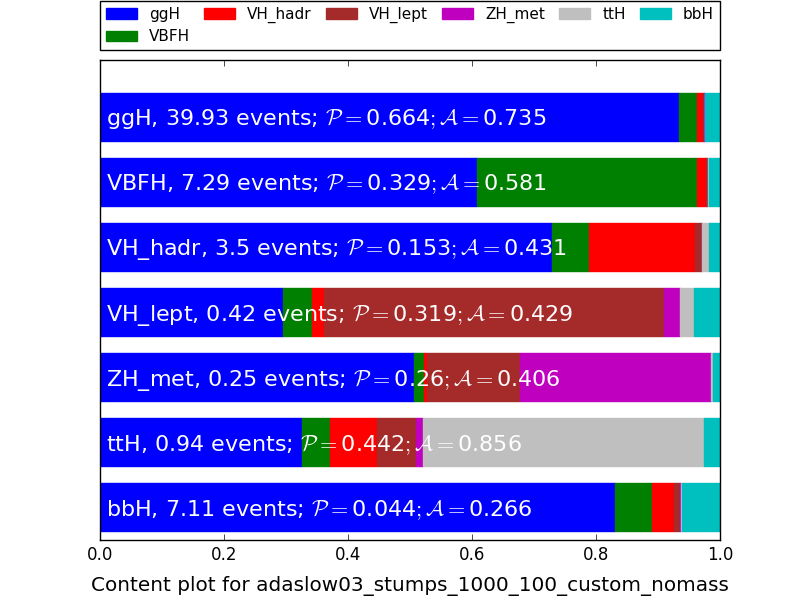 ggH VH_hadr VH_lept ZH_met ttH bbH
VBFH
ggH, 39.93 events; 𝒫 = 0.664; 𝒜 = 0.735
VBFH, 7.29 events; 𝒫 = 0.329; 𝒜 = 0.581
VH_hadr, 3.5 events; 𝒫 = 0.153; 𝒜 = 0.431
VH_lept, 0.42 events; 𝒫 = 0.319; 𝒜 = 0.429
ZH_met, 0.25 events; 𝒫 = 0.26; 𝒜 = 0.406
ttH, 0.94 events; 𝒫 = 0.442; 𝒜 = 0.856
bbH, 7.11 events; 𝒫 = 0.044; 𝒜 = 0.266
0.0 0.2 0.4 0.6 0.8 1.0
Content plot for adaslow03_stumps_1000_100_custom_nomass